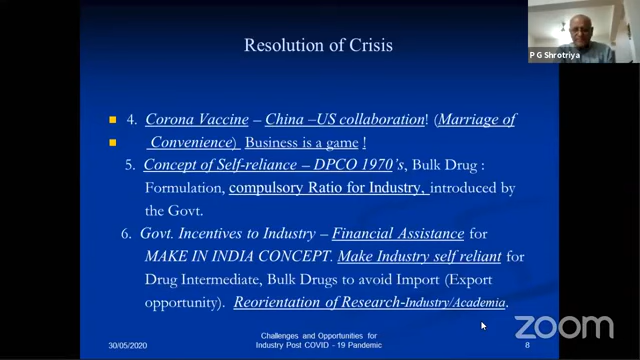 Resolution of Crisis
P G Shrotriya
4. Corona Vaccine – China –US collaboration! (Marriage of
Convenience) Business is a game !
5. Concept of Self-reliance – DPCO 1970's, Bulk Drug :
Formulation, compulsory Ratio for Industry, introduced by
the Govt.
6. Govt. Incentives to Industry – Financial Assistance for
MAKE IN INDIA CONCEPT. Make Industry self reliant for
Drug Intermediate, Bulk Drugs to avoid Import (Export
opportunity). Reorientation of Research-Industry/Academia.
30/05/2020
Challenges and Opportunities for
Industry Post COVID - 19 Pandemic
8
zoom